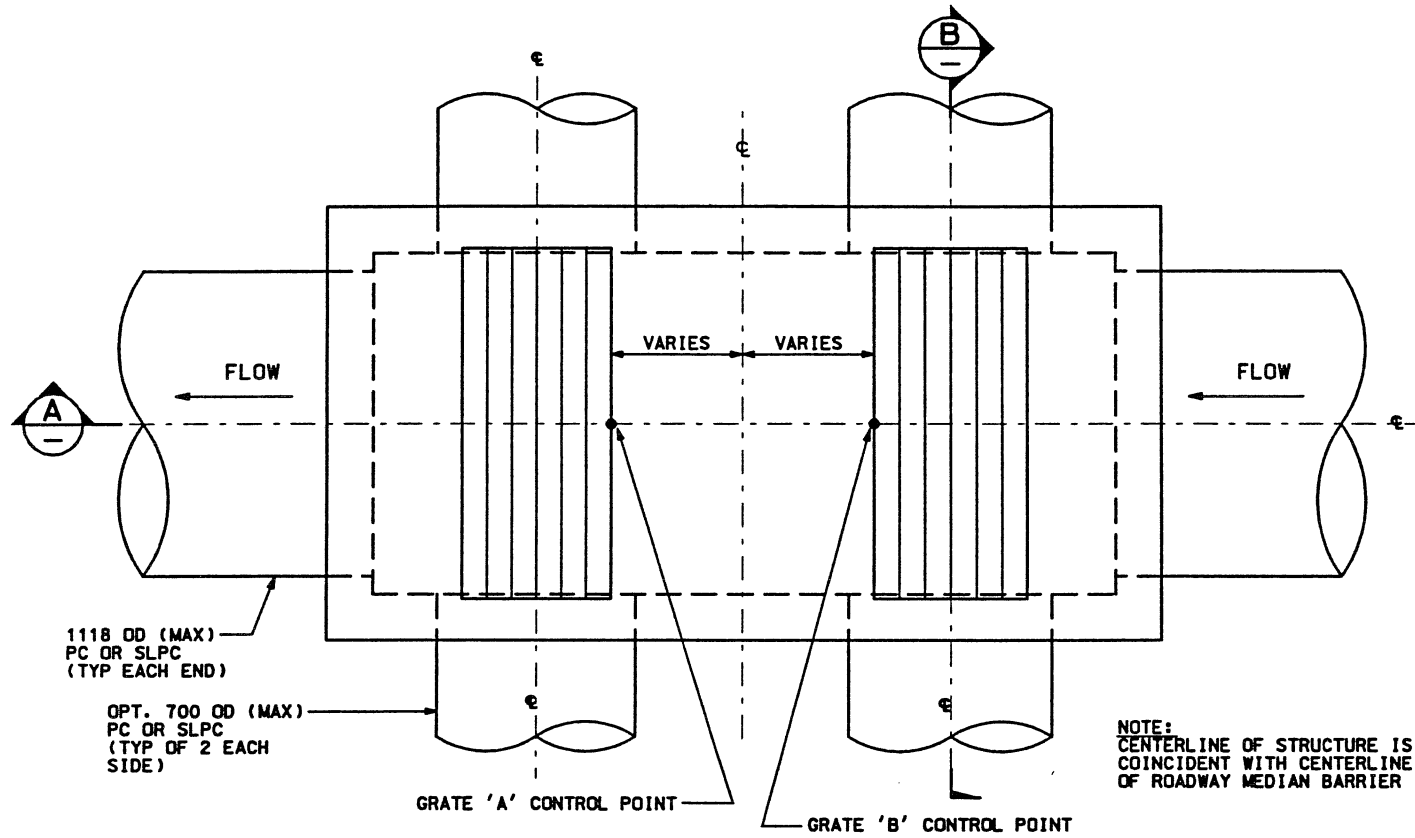 B
℄
℄
VARIES
VARIES
FLOW
FLOW
A
℄
1118 OD (MAX)
PC OR SLPC
(TYP EACH END)
OPT. 700 OD (MAX)
PC OR SLPC
(TYP OF 2 EACH
SIDE)
℄
℄
NOTE:
CENTERLINE OF STRUCTURE IS
COINCIDENT WITH CENTERLINE
OF ROADWAY MEDIAN BARRIER
GRATE 'A' CONTROL POINT
GRATE 'B' CONTROL POINT